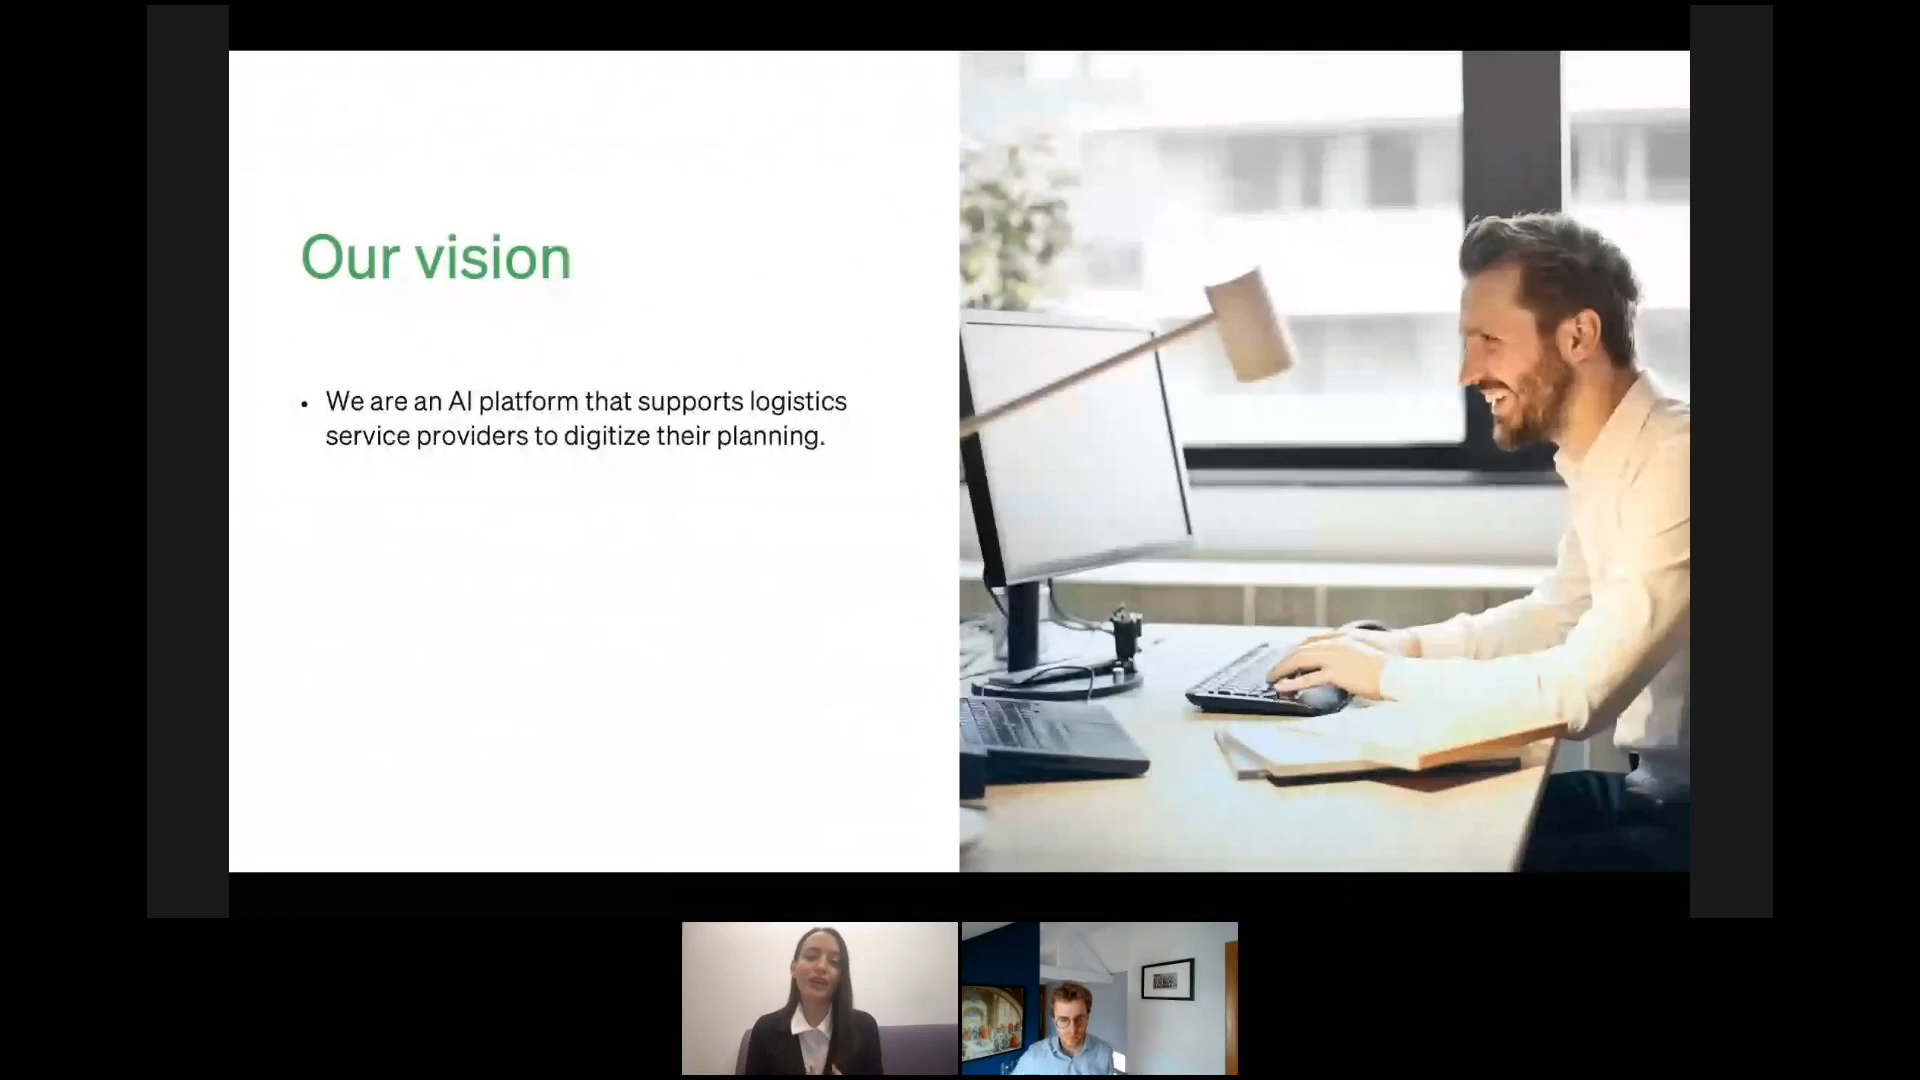 Our vision
• We are an AI platform that supports logistics
service providers to digitize their planning.